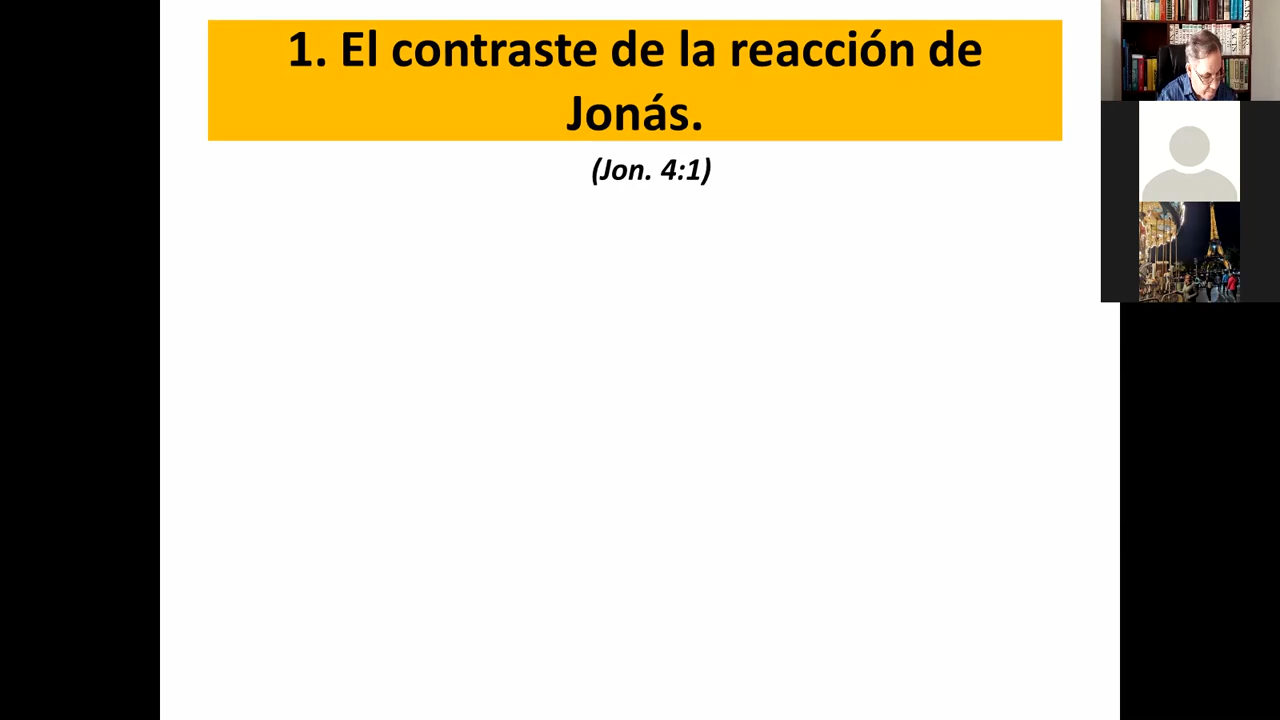 1. El contraste de la reacción de
Jonás.
(Jon. 4:1)